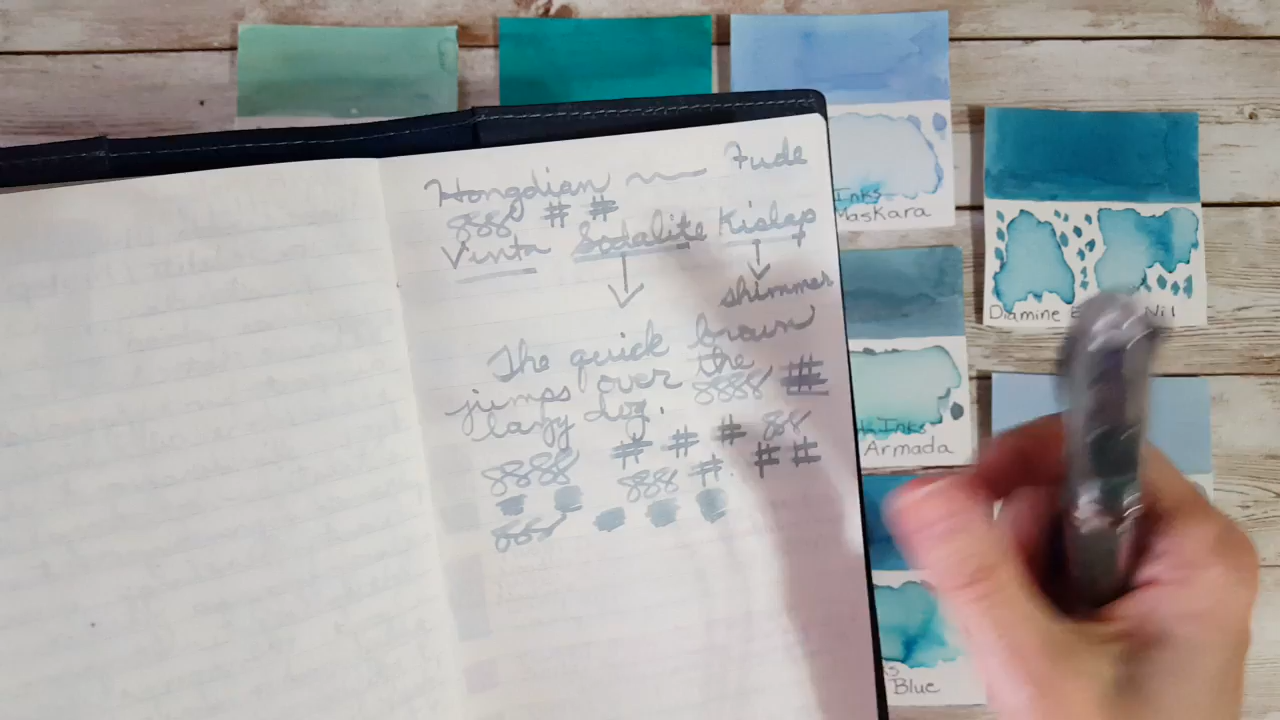 Hongdian Fude
888 # #
Vinta Sodalite Kislap
shimmer
The quick brown
jumps over the
lazy dog. 8888 #
8888 # # # 88
888 # # #
888
Inks
Maskara
Diamine Nil
Inks
Armada
Blue